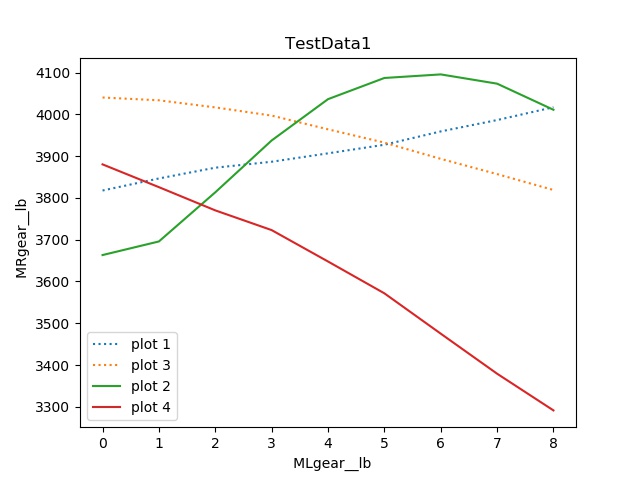 TestData1
4100
4000
3900
3800
3700
3600
3500
3400
3300
MRgear__lb
plot 1
plot 3
plot 2
plot 4
0 1 2 3 4 5 6 7 8
MLgear__lb